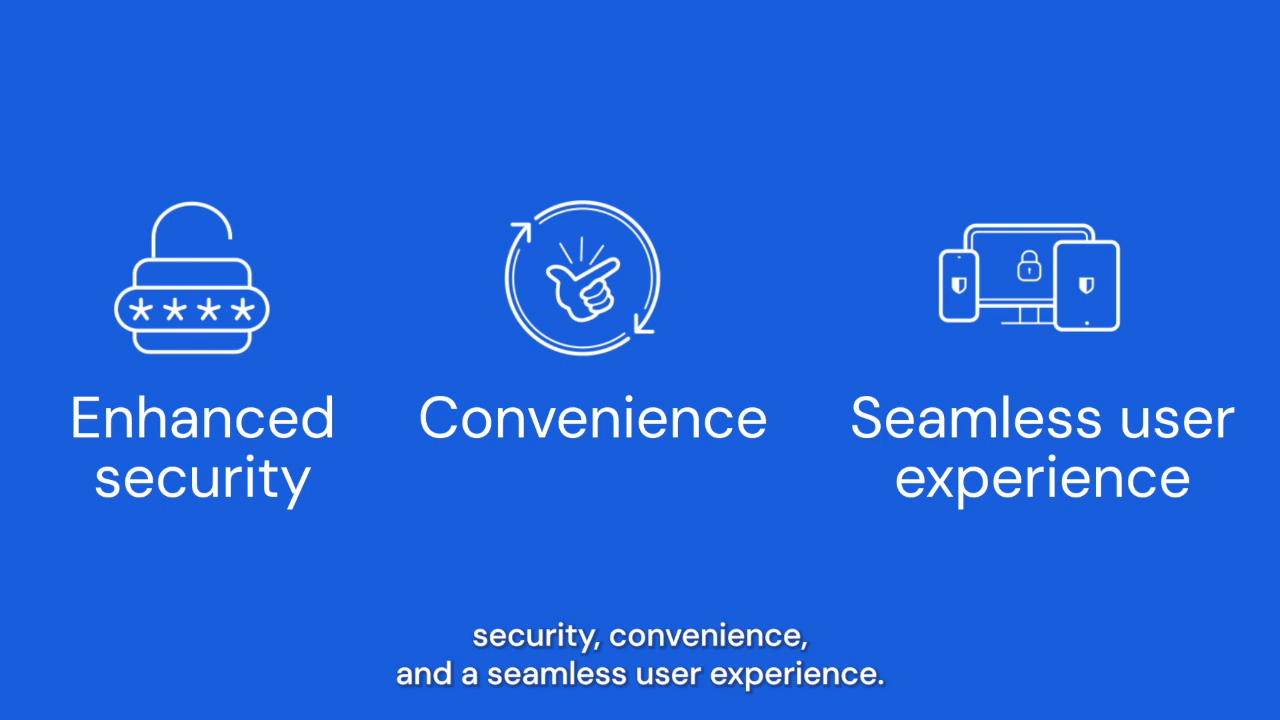 * * * *
Enhanced
security
Convenience
Seamless user
experience
security, convenience,
and a seamless user experience.